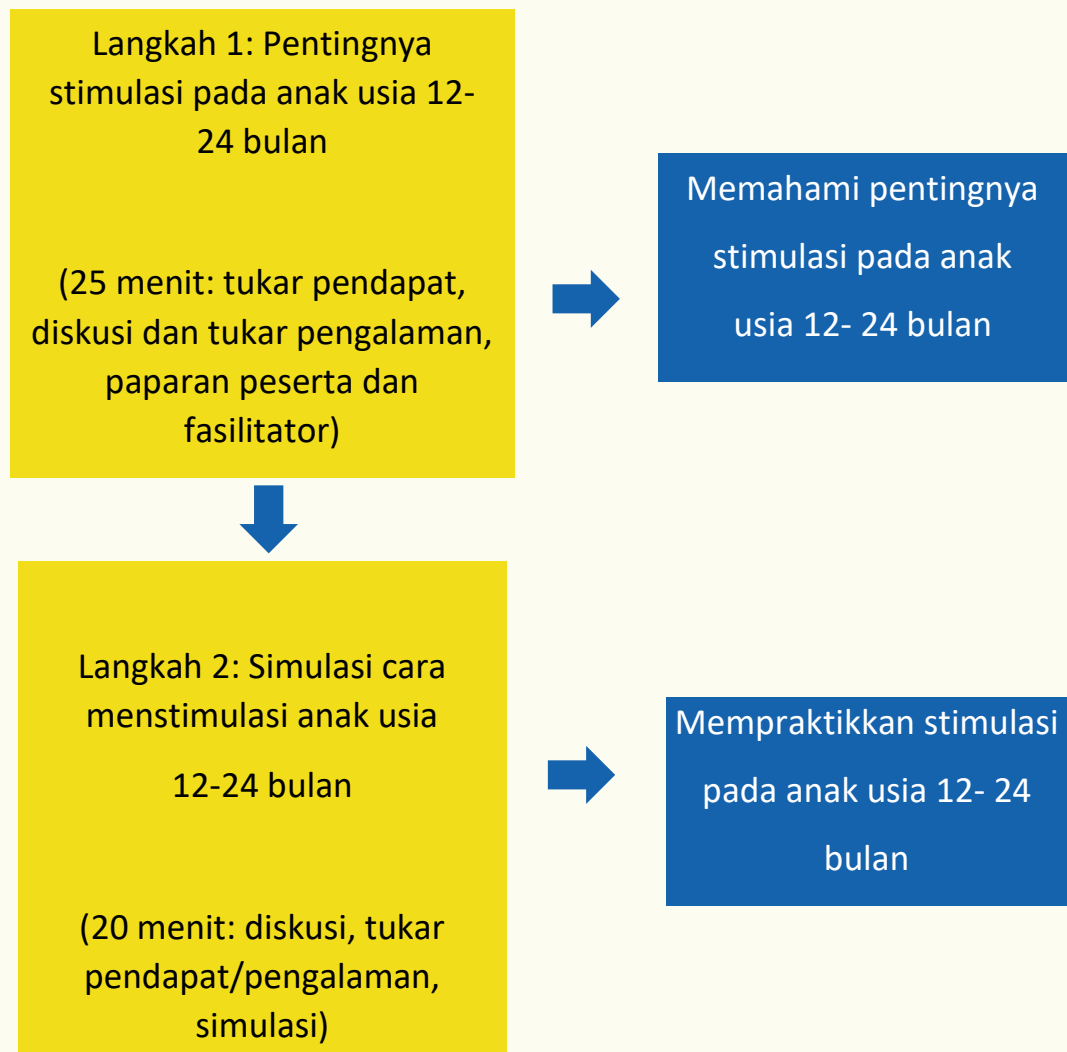 Langkah 1: Pentingnya
stimulasi pada anak usia 12-
24 bulan
(25 menit: tukar pendapat,
diskusi dan tukar pengalaman,
paparan peserta dan
fasilitator)
Memahami pentingnya
stimulasi pada anak
usia 12- 24 bulan
Langkah 2: Simulasi cara
menstimulasi anak usia
12-24 bulan
(20 menit: diskusi, tukar
pendapat/pengalaman,
simulasi)
Mempraktikkan stimulasi
pada anak usia 12- 24
bulan